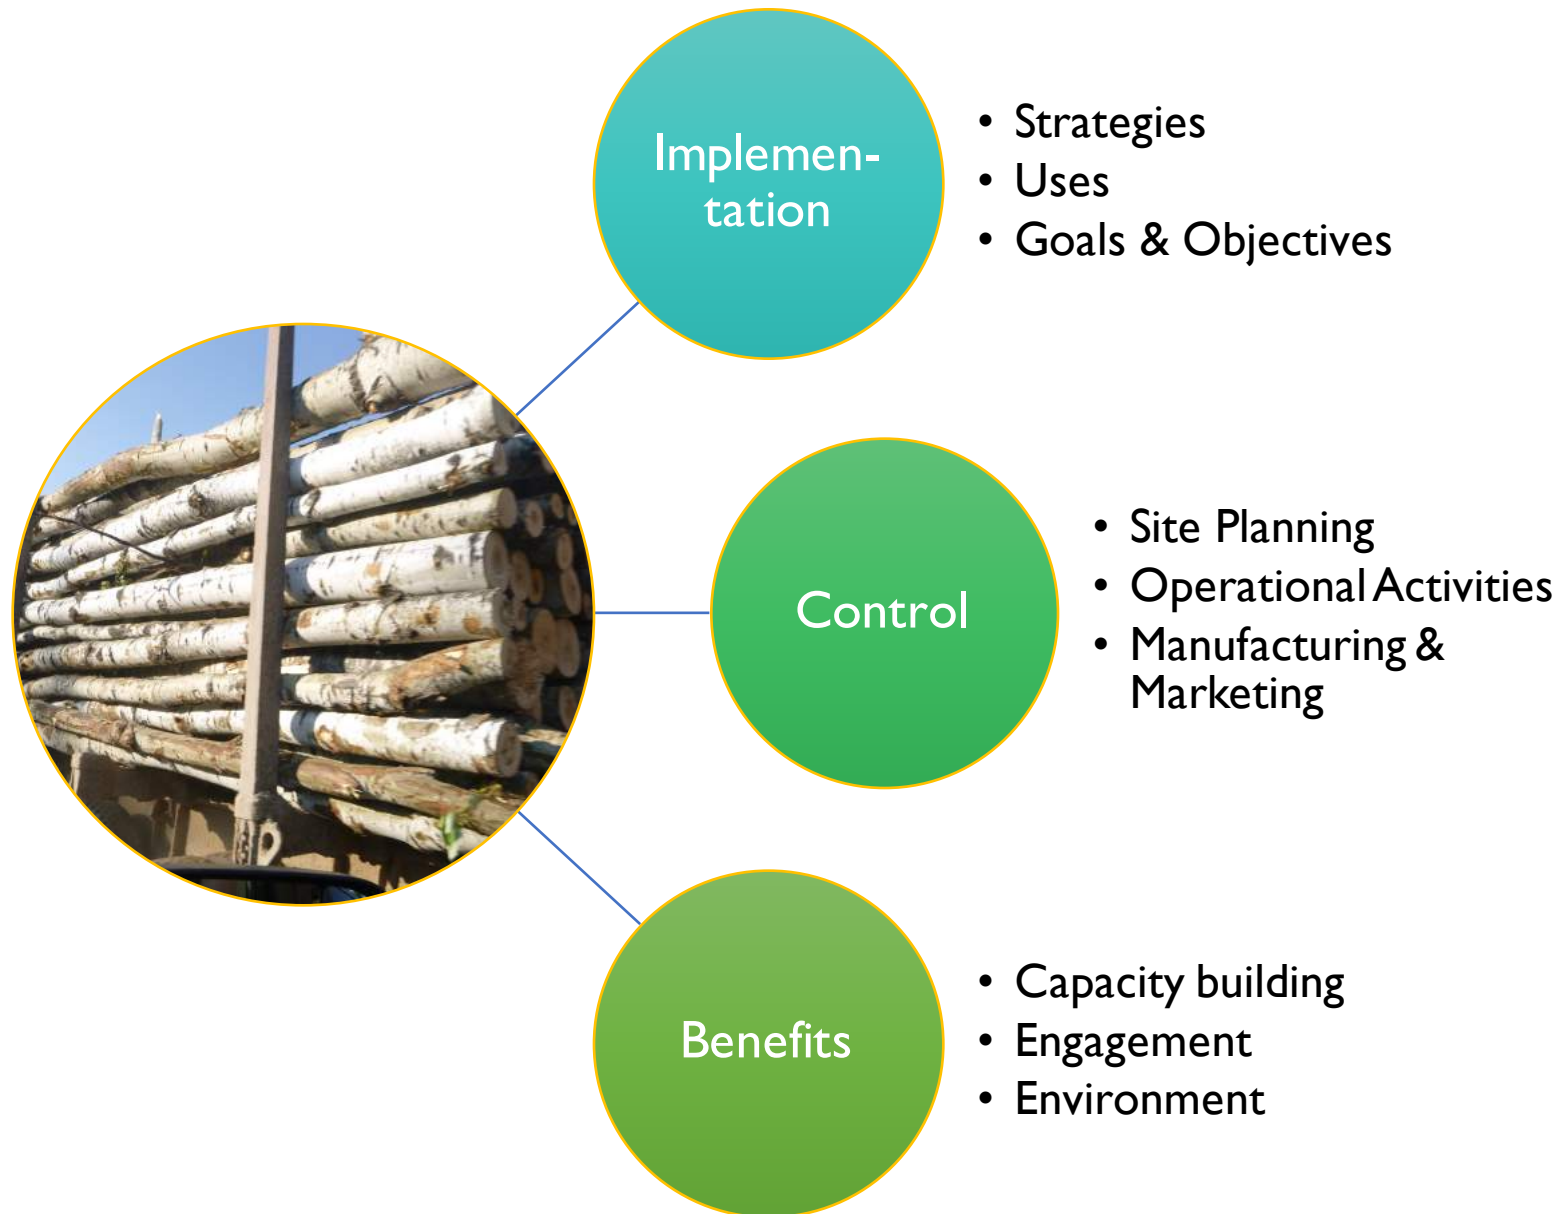 Implemen-
tation
• Strategies
• Uses
• Goals & Objectives
Control
• Site Planning
• Operational Activities
• Manufacturing &
Marketing
Benefits
• Capacity building
• Engagement
• Environment